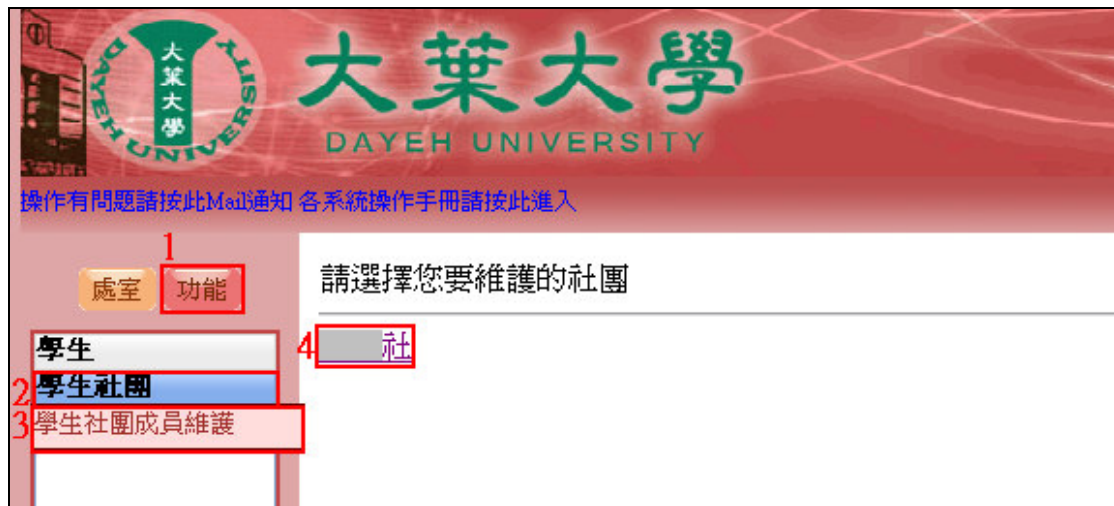 大葉大學
DAYEH UNIVERSITY
大葉大學
DAYEH UNIVERSITY
操作有問題請按此Mail通知 各系統操作手冊請按此進入
1
處室 功能
請選擇您要維護的社團
學生
4 社
2 學生社團
3 學生社團成員維護